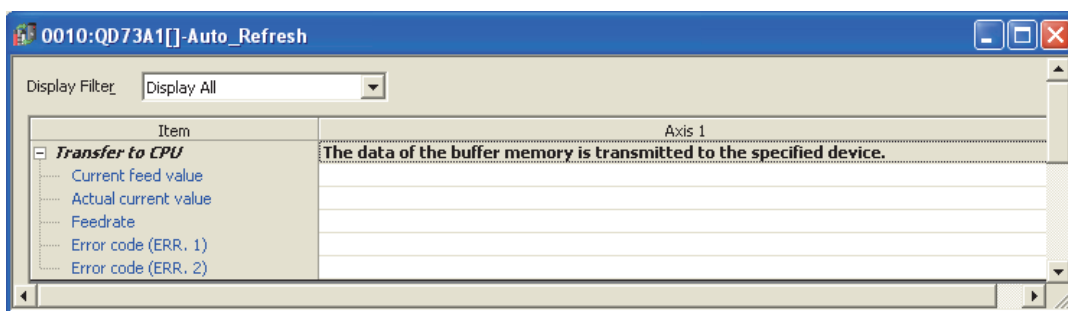 0010:QD73A1[]-Auto_Refresh
Display Filter Display All
Item Axis 1
Transfer to CPU The data of the buffer memory is transmitted to the specified device.
Current feed value
Actual current value
Feedrate
Error code (ERR. 1)
Error code (ERR. 2)